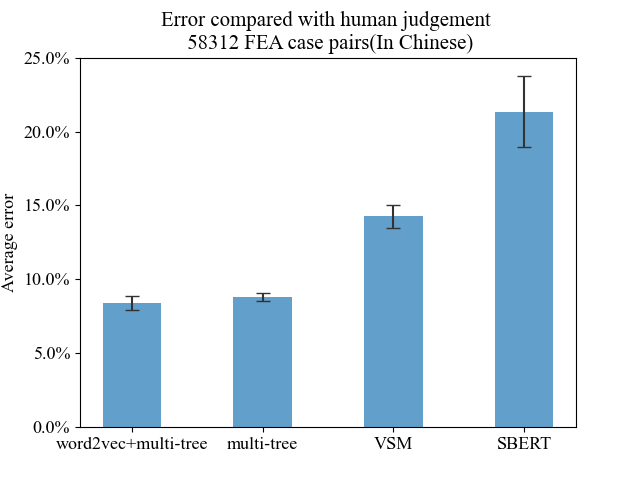 Error compared with human judgement
58312 FEA case pairs(In Chinese)
25.0%
20.0%
15.0%
10.0%
5.0%
0.0%
Average error
word2vec+multi-tree
multi-tree
VSM
SBERT